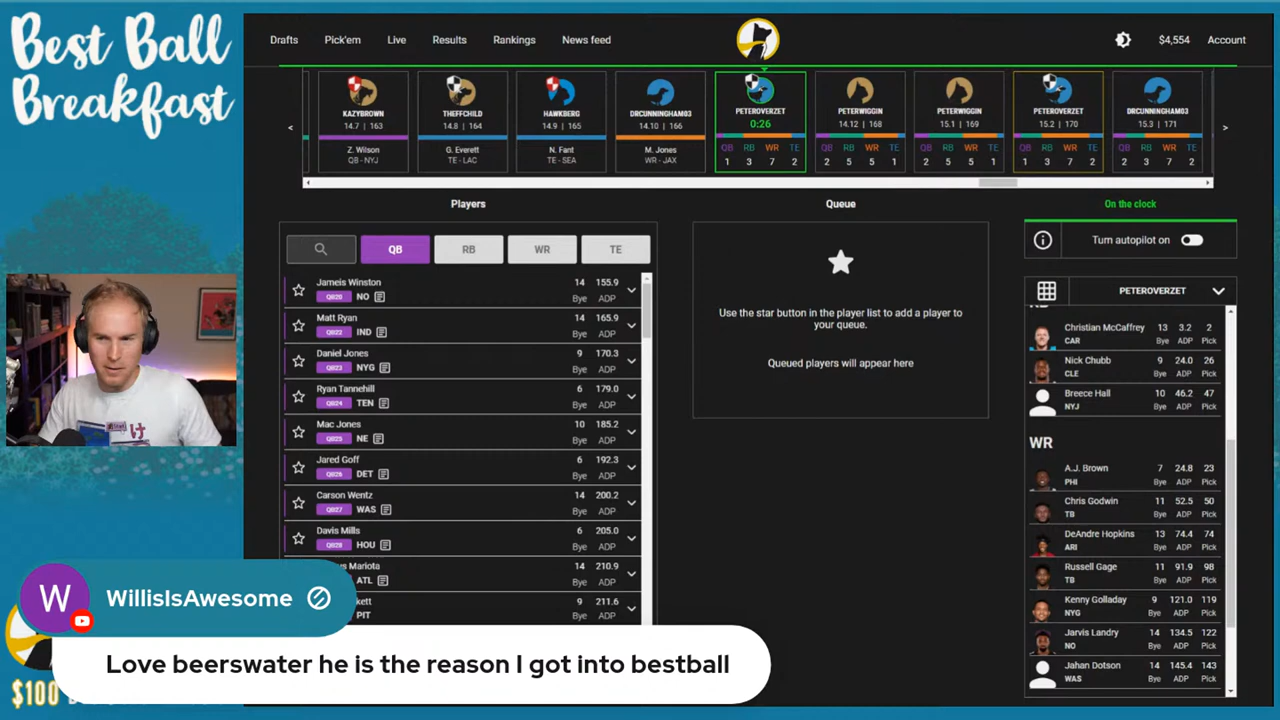 Best Ball
Breakfast
Drafts Pick'em Live Results Rankings News feed
$4,554 Account
<
KAZYBROWN
14.7 | 163
Z. Wilson
QB - NYJ
THEFFCHILD
14.8 | 164
G. Everett
TE - LAC
HAWKBERG
14.9 | 165
N. Fant
TE - SEA
DRCUNNINGHAM03
14.10 | 166
M. Jones
WR - JAX
PETEROVERZET
0:26
QB RB WR TE
1 3 7 2
PETERWIGGIN
14.12 | 168
QB RB WR TE
2 5 5 1
PETERWIGGIN
15.1 | 169
QB RB WR TE
2 5 5 1
PETEROVERZET
15.2 | 170
QB RB WR TE
1 3 7 2
DRCUNNINGHAM03
15.3 | 171
QB RB WR TE
2 3 7 2
>
Players
QB RB WR TE
Jameis Winston 14 155.9
QB20 NO Bye ADP
Matt Ryan 14 165.9
QB22 IND Bye ADP
Daniel Jones 9 170.3
QB23 NYG Bye ADP
Ryan Tannehill 6 179.0
QB24 TEN Bye ADP
Mac Jones 10 185.2
QB25 NE Bye ADP
Jared Goff 6 192.3
QB26 DET Bye ADP
Carson Wentz 14 200.2
QB27 WAS Bye ADP
Davis Mills 6 205.0
QB28 HOU Bye ADP
Mariota 14 210.9
ATL Bye ADP
9 211.6
PIT Bye ADP
Queue
Use the star button in the player list to add a player to
your queue.
Queued players will appear here
On the clock
Turn autopilot on
PETEROVERZET
Christian McCaffrey 13 3.2 2
CAR Bye ADP Pick
Nick Chubb 9 24.0 26
CLE Bye ADP Pick
Breece Hall 10 46.2 47
NYJ Bye ADP Pick
WR
A.J. Brown 7 24.8 23
PHI Bye ADP Pick
Chris Godwin 11 52.5 50
TB Bye ADP Pick
DeAndre Hopkins 13 74.4 74
ARI Bye ADP Pick
Russell Gage 11 91.9 98
TB Bye ADP Pick
Kenny Golladay 9 121.0 119
NYG Bye ADP Pick
Jarvis Landry 14 134.5 122
NO Bye ADP Pick
Jahan Dotson 14 145.4 143
WAS Bye ADP Pick
W
WillisIsAwesome
Love beerswater he is the reason I got into bestball
$100